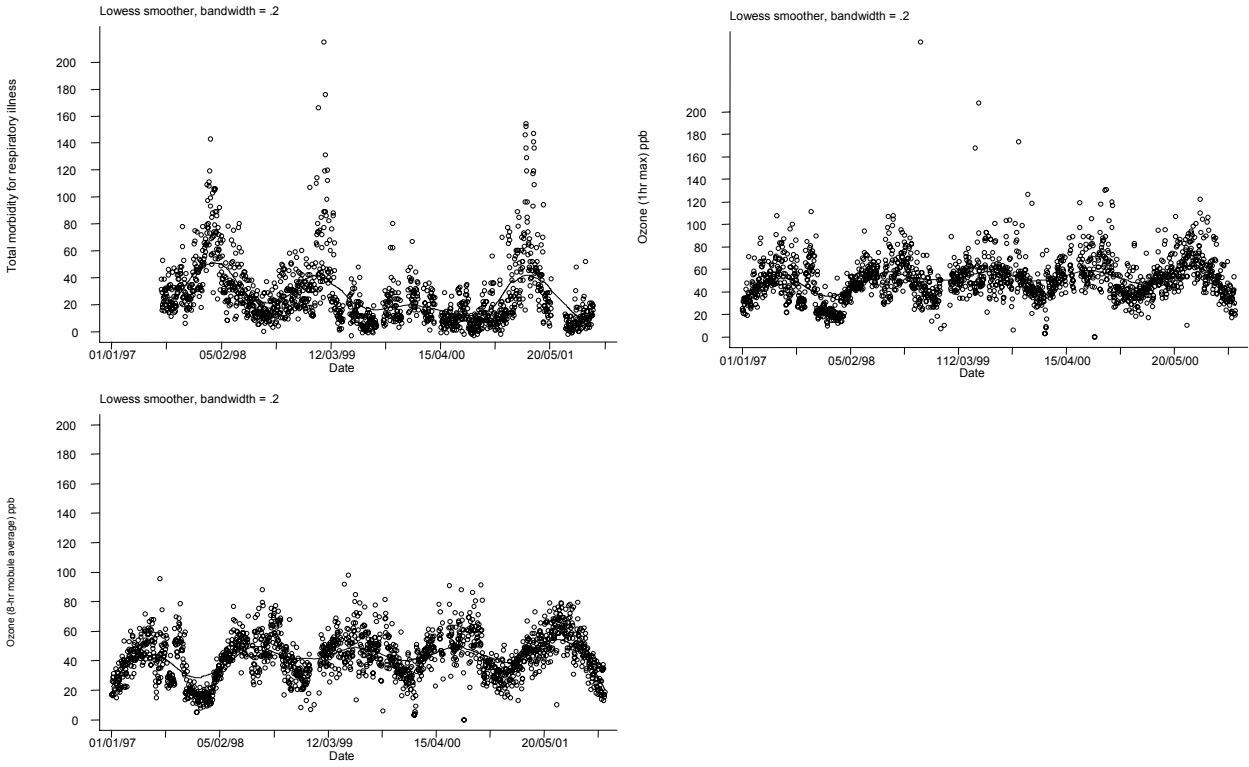 Lowess smoother, bandwidth = .2
Total morbidity for respiratory illness
200
180
160
140
120
100
80
60
40
20
0
01/01/97 05/02/98 12/03/99 15/04/00 20/05/01
Date
Lowess smoother, bandwidth = .2
Ozone (1hr max) ppb
200
180
160
140
120
100
80
60
40
20
0
01/01/97 05/02/98 112/03/99 15/04/00 20/05/00
Date
Lowess smoother, bandwidth = .2
Ozone (8-hr mobule average) ppb
200
180
160
140
120
100
80
60
40
20
0
01/01/97 05/02/98 12/03/99 15/04/00 20/05/01
Date